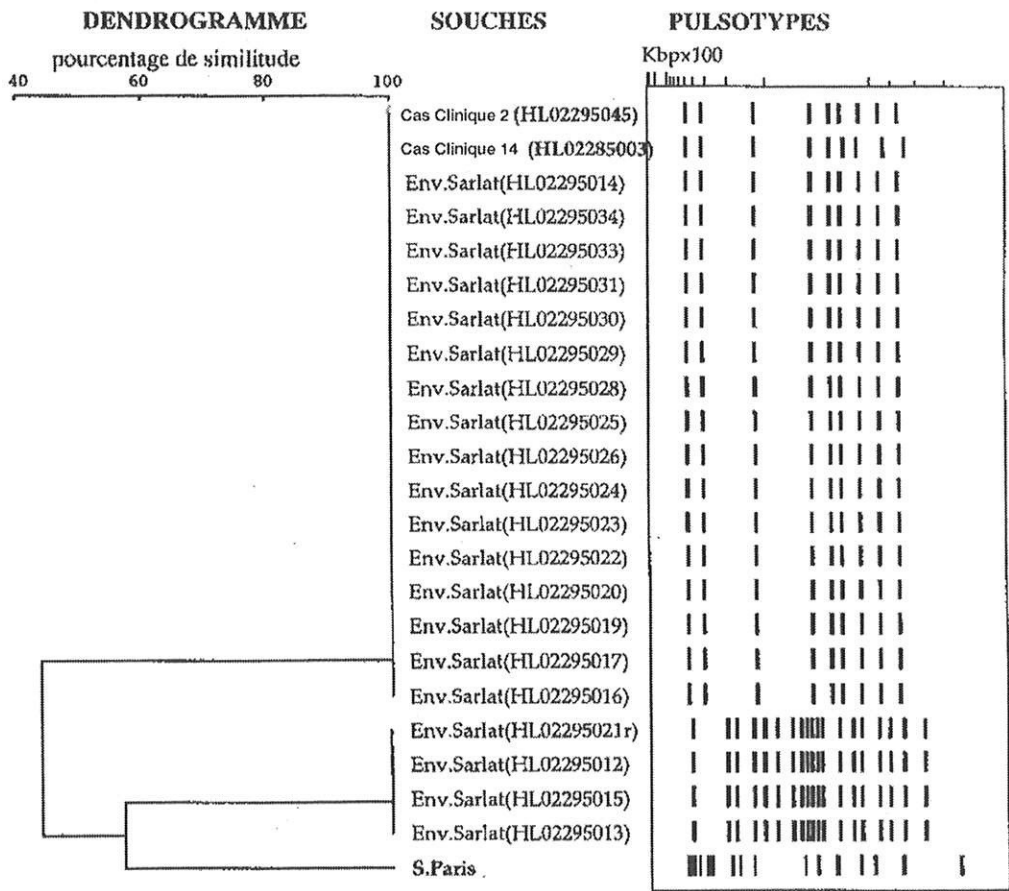 DENDROGRAMME SOUCHES PULSOTYPES
pourcentage de similitude Kbpx100
40 60 80 100
Cas Clinique 2 (HL02295045)
Cas Clinique 14 (HL02285003)
Env.Sarlat(HL02295014)
Env.Sarlat(HL02295034)
Env.Sarlat(HL02295033)
Env.Sarlat(HL02295031)
Env.Sarlat(HL02295030)
Env.Sarlat(HL02295029)
Env.Sarlat(HL02295028)
Env.Sarlat(HL02295025)
Env.Sarlat(HL02295026)
Env.Sarlat(HL02295024)
Env.Sarlat(HL02295023)
Env.Sarlat(HL02295022)
Env.Sarlat(HL02295020)
Env.Sarlat(HL02295019)
Env.Sarlat(HL02295017)
Env.Sarlat(HL02295016)
Env.Sarlat(HL02295021r)
Env.Sarlat(HL02295012)
Env.Sarlat(HL02295015)
Env.Sarlat(HL02295013)
S.Paris